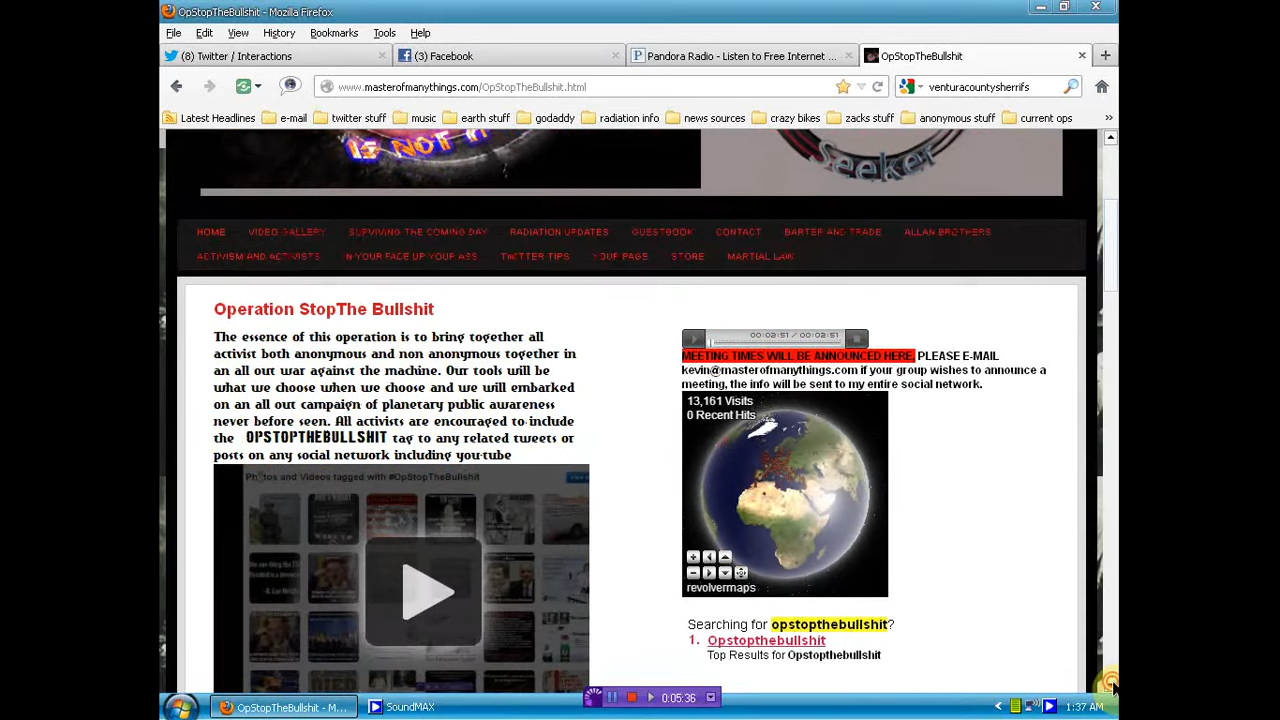 OpStopTheBullshit - Mozilla Firefox
File Edit View History Bookmarks Tools Help
(8) Twitter / Interactions (3) Facebook Pandora Radio - Listen to Free Internet ... OpStopTheBullshit
www.masterofmanythings.com/OpStopTheBullshit.html venturacountysherrifs
Latest Headlines e-mail twitter stuff music earth stuff godaddy radiation info news sources crazy bikes zacks stuff anonymous stuff current ops
IS NOT
Seeker
HOME VIDEO GALLERY SURVIVING THE COMING DAY RADIATION UPDATES GUESTBOOK CONTACT BARTER AND TRADE ALLAN BROTHERS
ACTIVISM AND ACTIVISTS IN YOUR FACE UP YOUR ASS TWITTER TIPS YOUR PAGE STORE MARTIAL LAW
Operation StopThe Bullshit
The essence of this operation is to bring together all
activist both anonymous and non anonymous together in
an all out war against the machine. Our tools will be
what we choose when we choose and we will embarked
on an all out campaign of planetary public awareness
never before seen. All activists are encouraged to include
the OPSTOPTHEBULLSHIT tag to any related tweets or
posts on any social network including you-tube
Photos and Videos tagged with #OpStopTheBullshit
00:02:51 / 00:02:51
MEETING TIMES WILL BE ANNOUNCED HERE, PLEASE E-MAIL
kevin@masterofmanythings.com if your group wishes to announce a
meeting, the info will be sent to my entire social network.
13,161 Visits
0 Recent Hits
revolvermaps
Searching for opstopthebullshit?
1. Opstopthebullshit
Top Results for Opstopthebullshit
0:05:36
OpStopTheBullshit - M... SoundMAX 1:37 AM